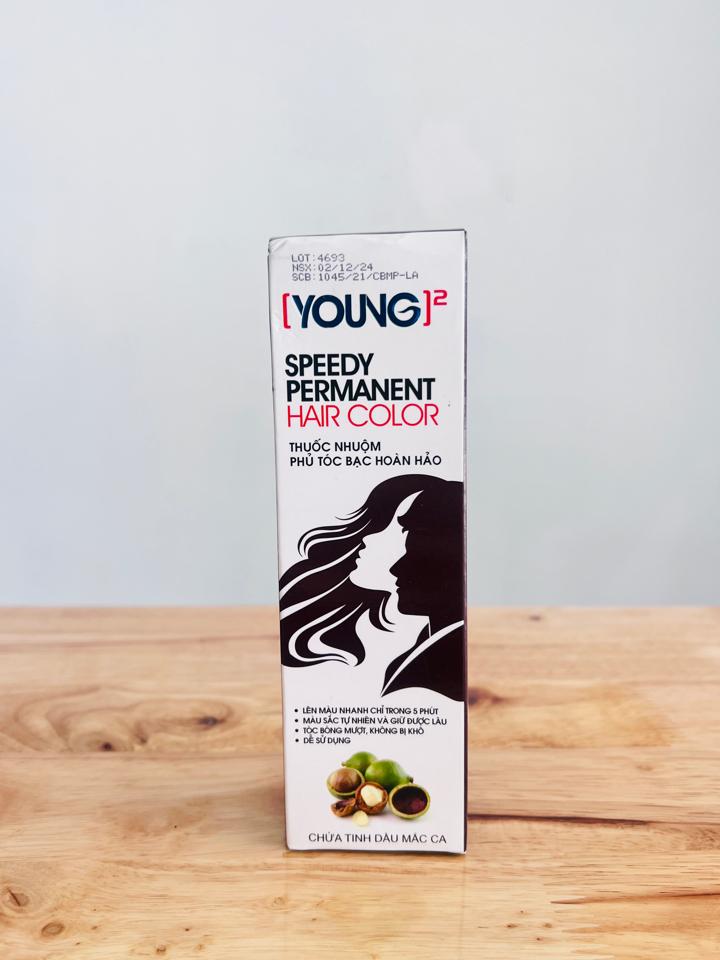 LOT:4693
NSX:02/12/24
SCB:1045/21/CBMP-LA
[YOUNG]²
SPEEDY
PERMANENT
HAIR COLOR
THUỐC NHUỘM
PHỦ TÓC BẠC HOÀN HẢO
• LÊN MÀU NHANH CHỈ TRONG 5 PHÚT
• MÀU SẮC TỰ NHIÊN VÀ GIỮ ĐƯỢC LÂU
• TÓC BÓNG MƯỢT, KHÔNG BỊ KHÔ
• DỄ SỬ DỤNG
CHỨA TINH DẦU MẮC CA